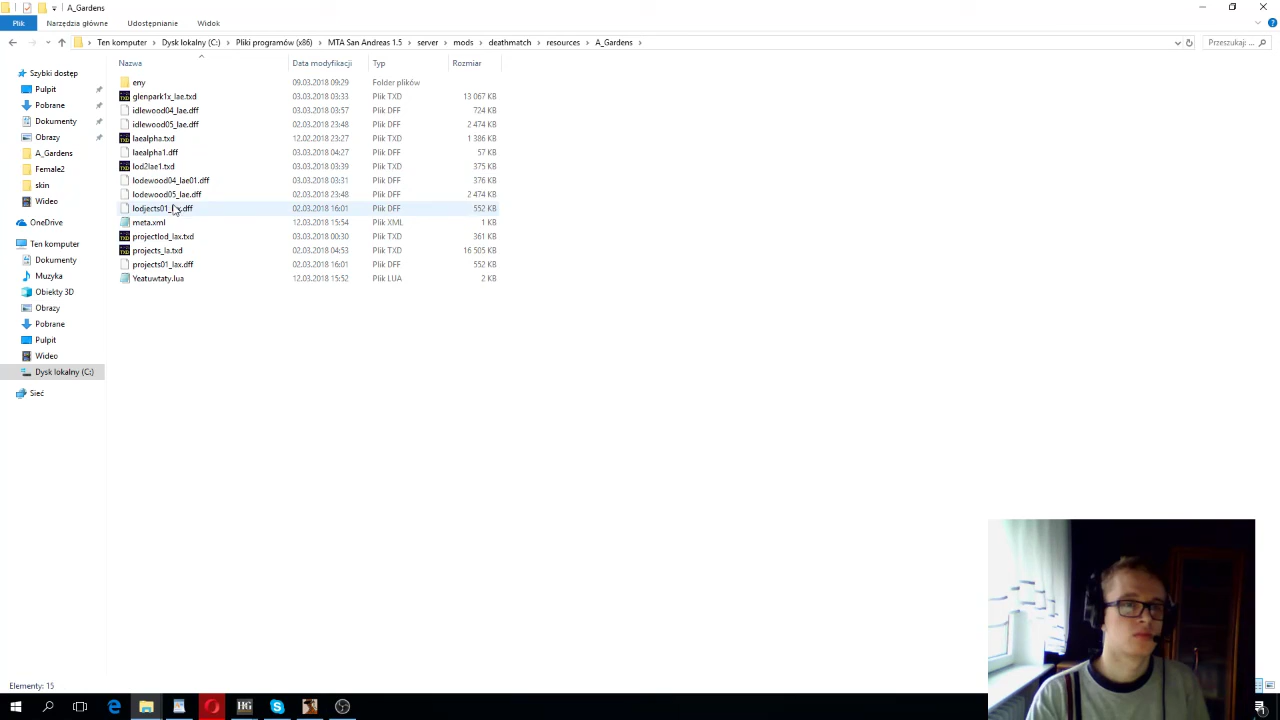 A_Gardens
Plik Narzędzia główne Udostępnianie Widok
Ten komputer Dysk lokalny (C:) Pliki programów (x86) MTA San Andreas 1.5 server mods deathmatch resources A_Gardens Przeszukaj: ...
Nazwa Data modyfikacji Typ Rozmiar
Szybki dostęp
Pulpit
Pobrane
Dokumenty
Obrazy
A_Gardens
Female2
skin
Wideo
OneDrive
Ten komputer
Dokumenty
Muzyka
Obiekty 3D
Obrazy
Pobrane
Pulpit
Wideo
Dysk lokalny (C:)
Sieć
eny 09.03.2018 09:29 Folder plików
glenpark1x_lae.txd 03.03.2018 03:33 Plik TXD 13 067 KB
idlewood04_lae.dff 03.03.2018 03:57 Plik DFF 724 KB
idlewood05_lae.dff 02.03.2018 23:48 Plik DFF 2 474 KB
laealpha.txd 12.02.2018 23:27 Plik TXD 1 386 KB
laealpha1.dff 03.03.2018 04:27 Plik DFF 57 KB
lod2lae1.txd 03.03.2018 03:39 Plik TXD 375 KB
lodewood04_lae01.dff 03.03.2018 03:31 Plik DFF 376 KB
lodewood05_lae.dff 02.03.2018 23:48 Plik DFF 2 474 KB
lodjects01_ .dff 02.03.2018 16:01 Plik DFF 552 KB
meta.xml 12.03.2018 15:54 Plik XML 1 KB
projectlod_lax.txd 03.03.2018 00:30 Plik TXD 361 KB
projects_la.txd 02.03.2018 04:53 Plik TXD 16 505 KB
projects01_lax.dff 02.03.2018 16:01 Plik DFF 552 KB
Yeatuwtaty.lua 12.03.2018 15:52 Plik LUA 2 KB
Elementy: 15
HG